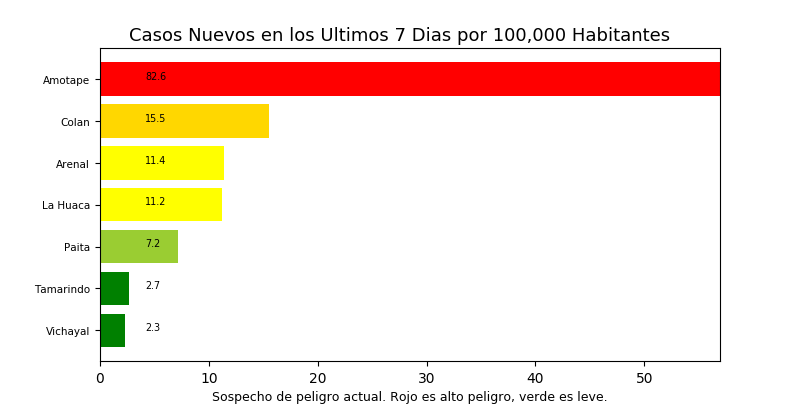 Casos Nuevos en los Ultimos 7 Dias por 100,000 Habitantes
Amotape 82.6
Colan 15.5
Arenal 11.4
La Huaca 11.2
Paita 7.2
Tamarindo 2.7
Vichayal 2.3
0 10 20 30 40 50
Sospecho de peligro actual. Rojo es alto peligro, verde es leve.